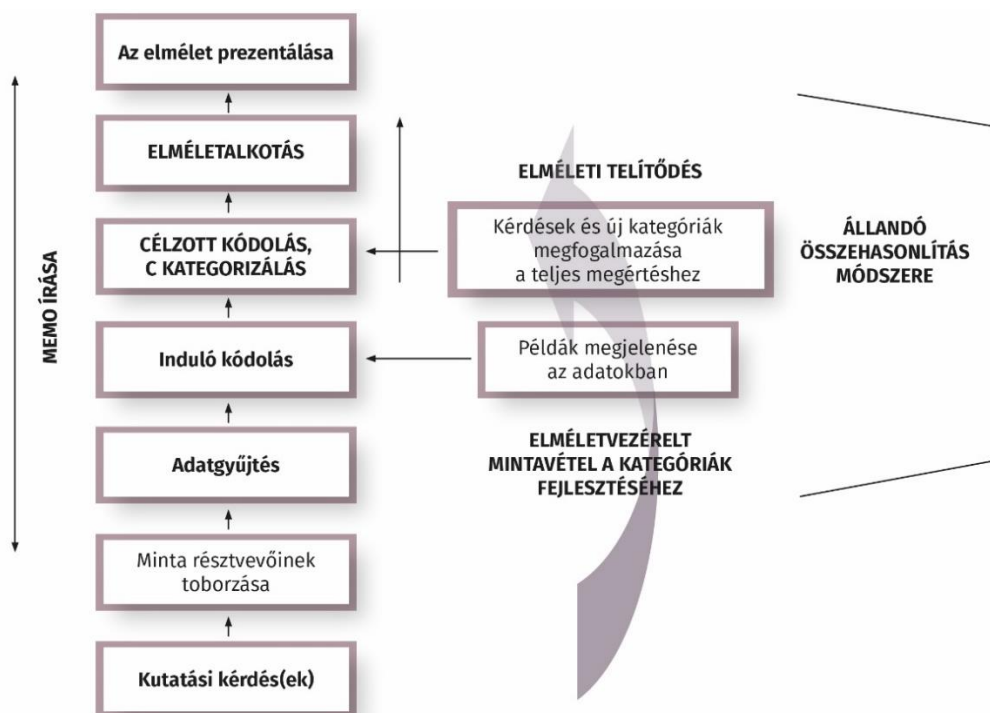 Az elmélet prezentálása
ELMÉLETALKOTÁS
CÉLZOTT KÓDOLÁS,
C KATEGORIZÁLÁS
Induló kódolás
Adatgyűjtés
Minta résztvevőinek
toborzása
Kutatási kérdés(ek)
MEMO ÍRÁSA
ELMÉLETI TELÍTŐDÉS
Kérdések és új kategóriák
megfogalmazása
a teljes megértéshez
Példák megjelenése
az adatokban
ELMÉLETVEZÉRELT
MINTAVÉTEL A KATEGÓRIÁK
FEJLESZTÉSÉHEZ
ÁLLANDÓ
ÖSSZEHASONLÍTÁS
MÓDSZERE